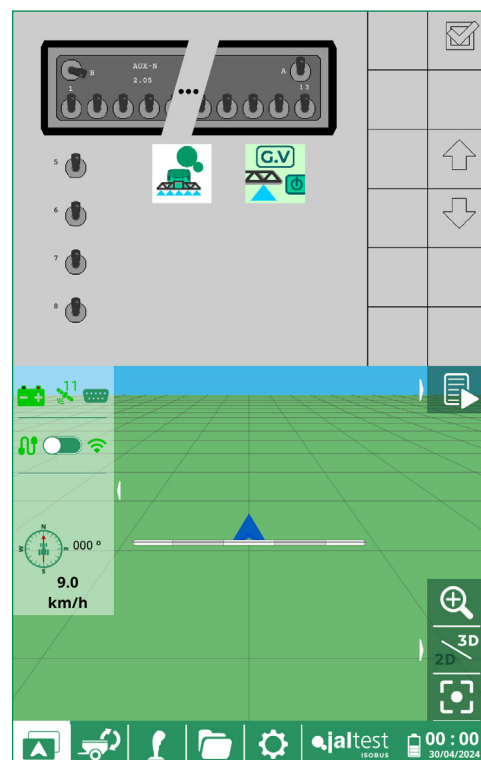 AUX-N
B
A
2.05
1
13
G.V
5
6
7
8
11
N
W
E
S
000 º
9.0
km/h
3D
2D
jaltest
ISOBUS
00 : 00
30/04/2024